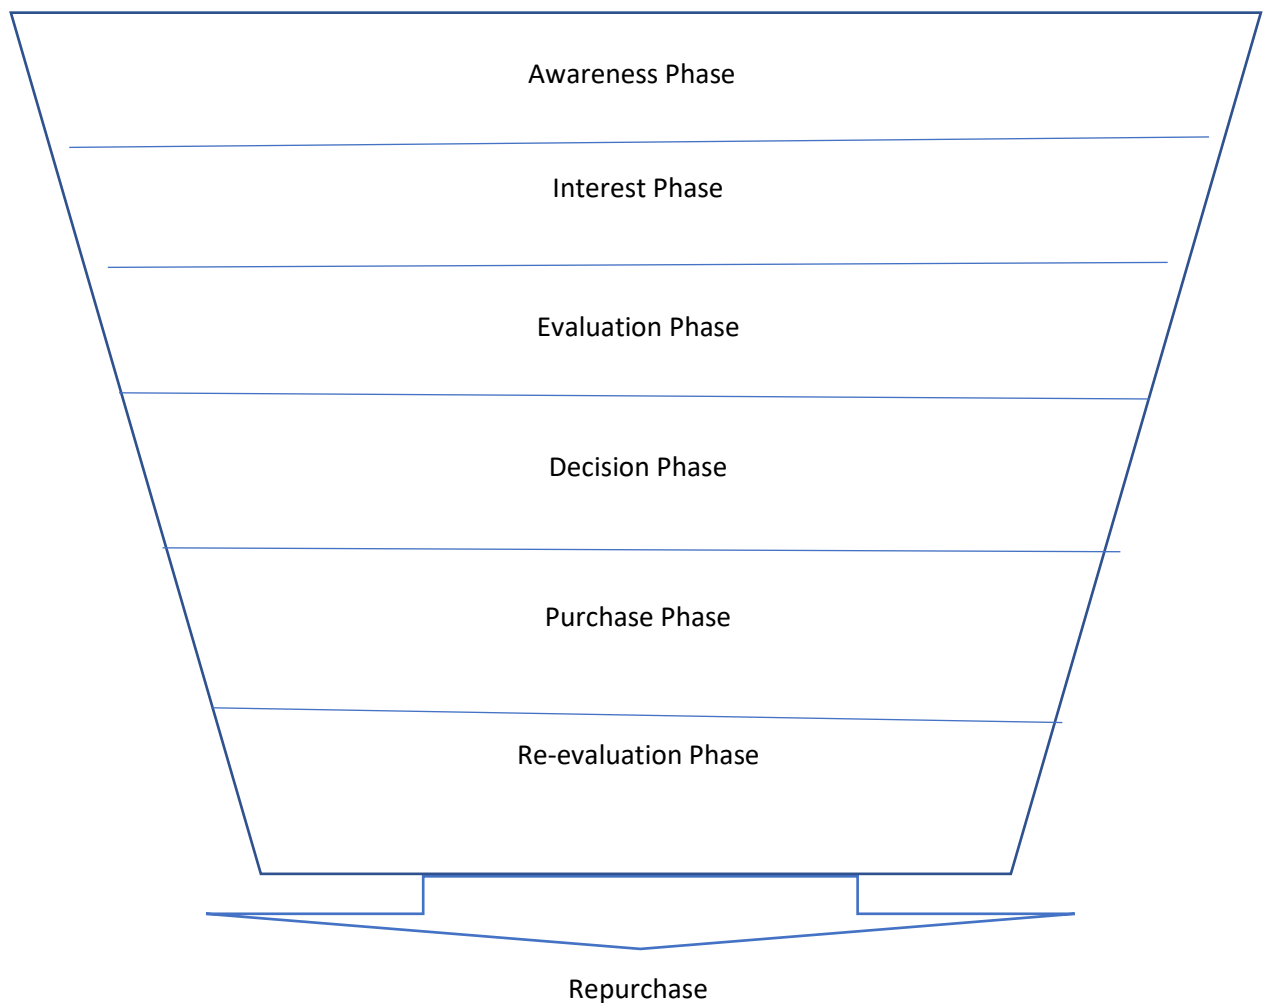 Awareness Phase
Interest Phase
Evaluation Phase
Decision Phase
Purchase Phase
Re-evaluation Phase
Repurchase